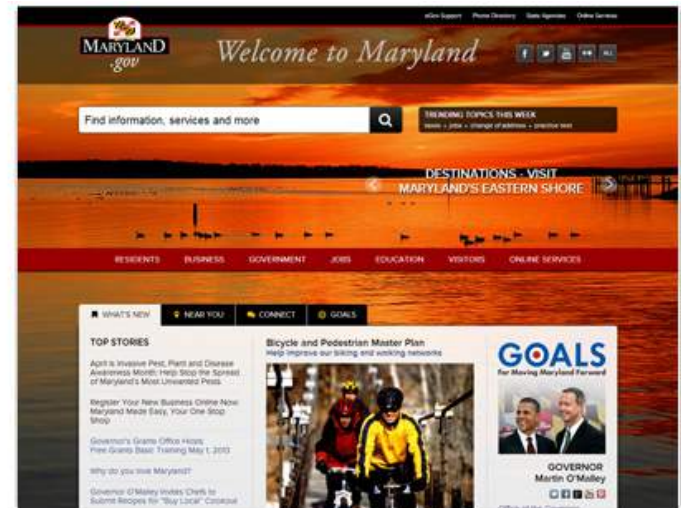 eGov Support Phone Directory State Agencies Online Services
MARYLAND
.gov
Welcome to Maryland
ALL
Find information, services and more
TRENDING TOPICS THIS WEEK
taxes • jobs • change of address • practice test
DESTINATIONS - VISIT
MARYLAND'S EASTERN SHORE
RESIDENTS BUSINESS GOVERNMENT JOBS EDUCATION VISITORS ONLINE SERVICES
WHAT'S NEW NEAR YOU CONNECT GOALS
TOP STORIES
April is Invasive Pest, Plant and Disease
Awareness Month; Help Stop the Spread
of Maryland's Most Unwanted Pests
Register Your New Business Online Now
Maryland Made Easy, Your One Stop
Shop
Governor's Grants Office Hosts
Free Grants Basic Training May 1, 2013
Why do you love Maryland?
Governor O'Malley Invites Chefs to
Submit Recipes for "Buy Local" Cookout
Bicycle and Pedestrian Master Plan
Help improve our biking and walking networks
GOALS
For Moving Maryland Forward
GOVERNOR
Martin O'Malley
Office of the Governor